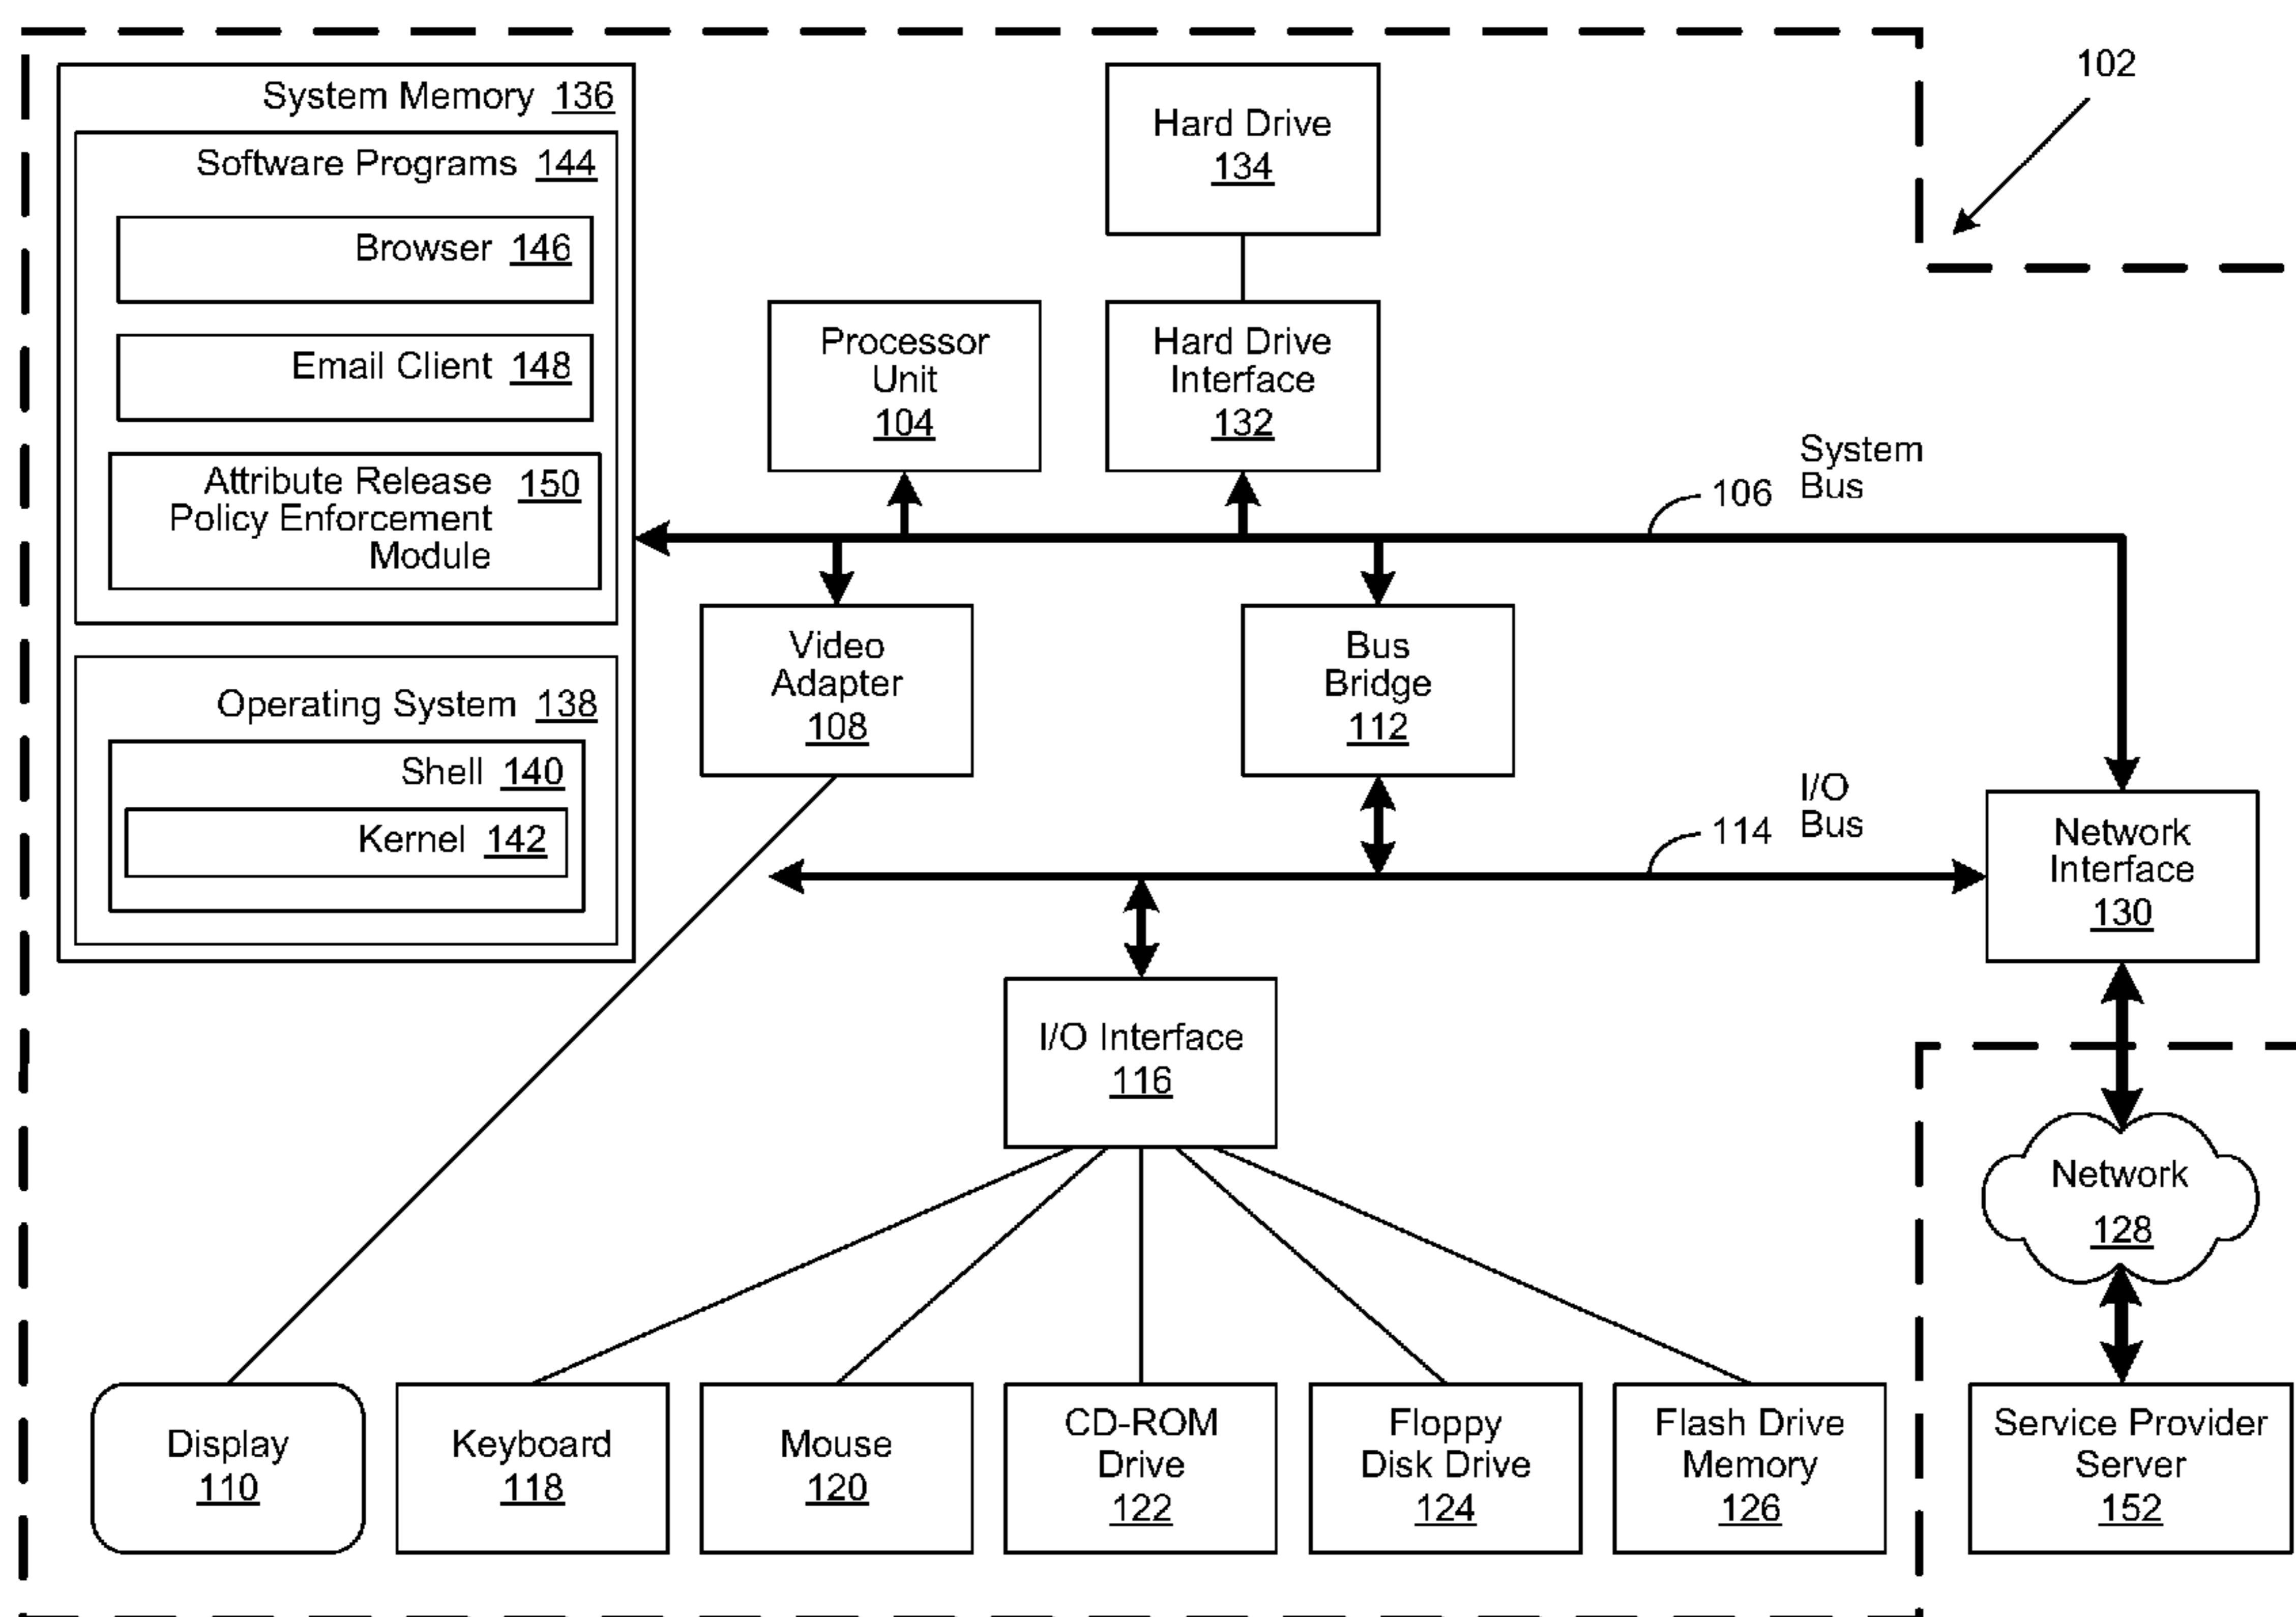 102
System Memory 136
Software Programs 144
Browser 146
Email Client 148
Attribute Release 150
Policy Enforcement
Module
Operating System 138
Shell 140
Kernel 142
Hard Drive
134
Processor
Unit
104
Hard Drive
Interface
132
System
Bus
106
Video
Adapter
108
Bus
Bridge
112
I/O
Bus
114
Network
Interface
130
I/O Interface
116
Network
128
Display
110
Keyboard
118
Mouse
120
CD-ROM
Drive
122
Floppy
Disk Drive
124
Flash Drive
Memory
126
Service Provider
Server
152